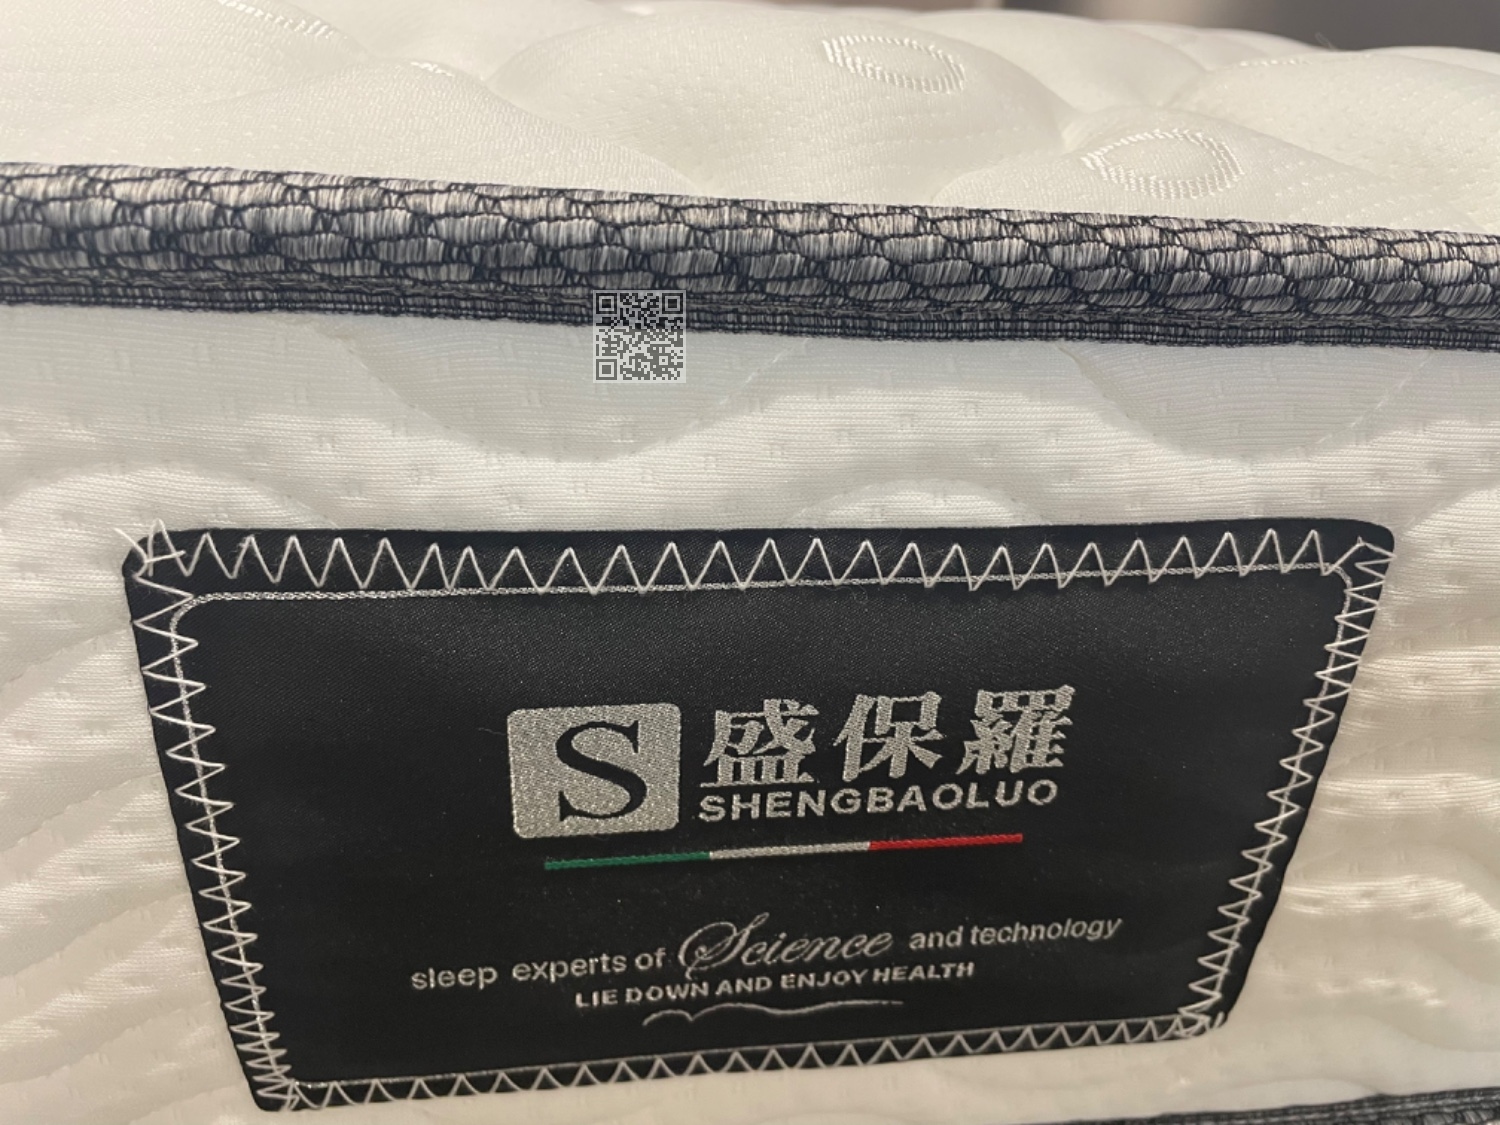 S 盛保羅
SHENGBAOLUO
sleep experts of Science and technology
LIE DOWN AND ENJOY HEALTH